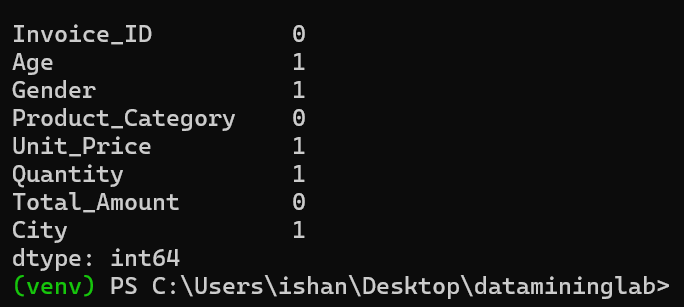 Invoice_ID 0
Age 1
Gender 1
Product_Category 0
Unit_Price 1
Quantity 1
Total_Amount 0
City 1
dtype: int64
(venv) PS C:\Users\ishan\Desktop\datamininglab>